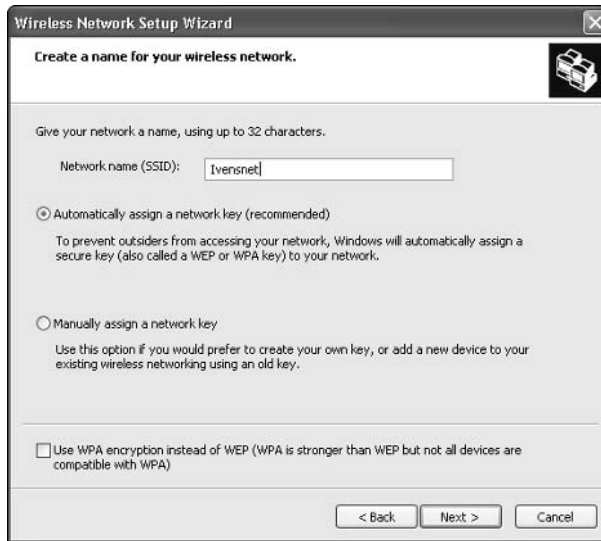 Wireless Network Setup Wizard
Create a name for your wireless network.
Give your network a name, using up to 32 characters.
Network name (SSID): Ivensnet
Automatically assign a network key (recommended)
To prevent outsiders from accessing your network, Windows will automatically assign a
secure key (also called a WEP or WPA key) to your network.
Manually assign a network key
Use this option if you would prefer to create your own key, or add a new device to your
existing wireless networking using an old key.
Use WPA encryption instead of WEP (WPA is stronger than WEP but not all devices are
compatible with WPA)
< Back Next > Cancel